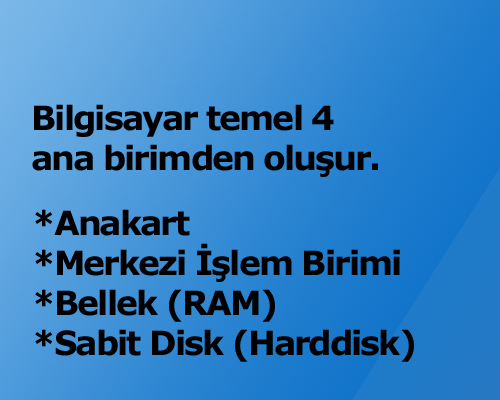 Bilgisayar temel 4
ana birimden oluşur.
*Anakart
*Merkezi İşlem Birimi
*Bellek (RAM)
*Sabit Disk (Harddisk)